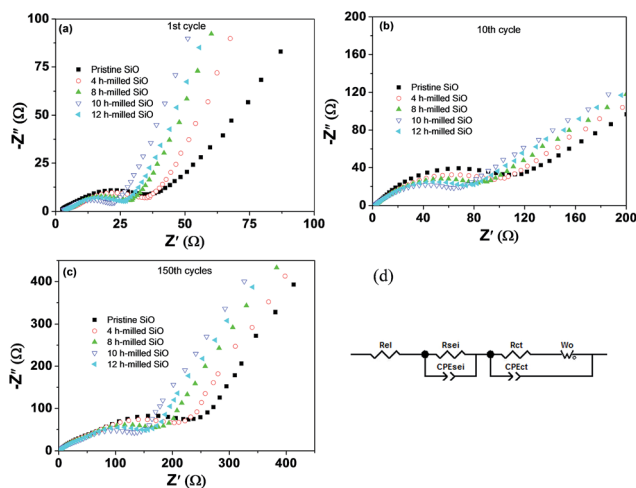 (a)
1st cycle
Pristine SiO
4 h-milled SiO
8 h-milled SiO
10 h-milled SiO
12 h-milled SiO
100
75
50
25
0
-Z″ (Ω)
0 25 50 75 100
Z′ (Ω)
(b)
10th cycle
Pristine SiO
4 h-milled SiO
8 h-milled SiO
10 h-milled SiO
12 h-milled SiO
200
160
120
80
40
0
-Z″ (Ω)
0 40 80 120 160 200
Z′ (Ω)
(c)
150th cycles
Pristine SiO
4 h-milled SiO
8 h-milled SiO
10 h-milled SiO
12 h-milled SiO
400
300
200
100
0
-Z″ (Ω)
0 100 200 300 400
Z′ (Ω)
(d)
Rel Rsei Rct Wo
CPEsei CPEct